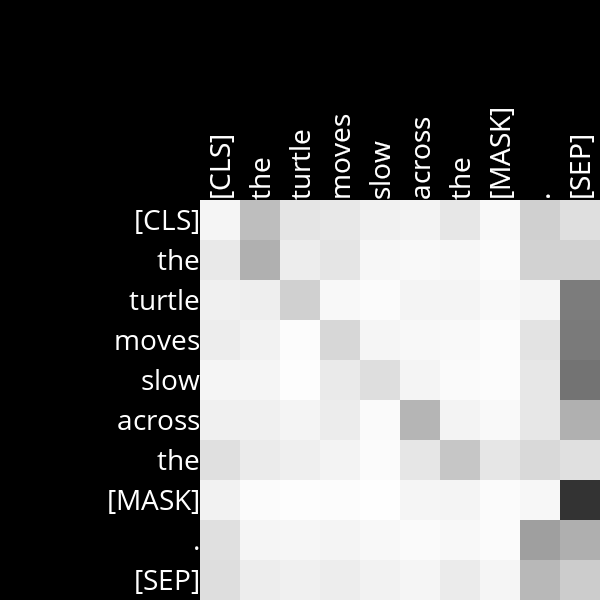 [CLS] the turtle moves slow across the [MASK] . [SEP]
[CLS]
the
turtle
moves
slow
across
the
[MASK]
.
[SEP]